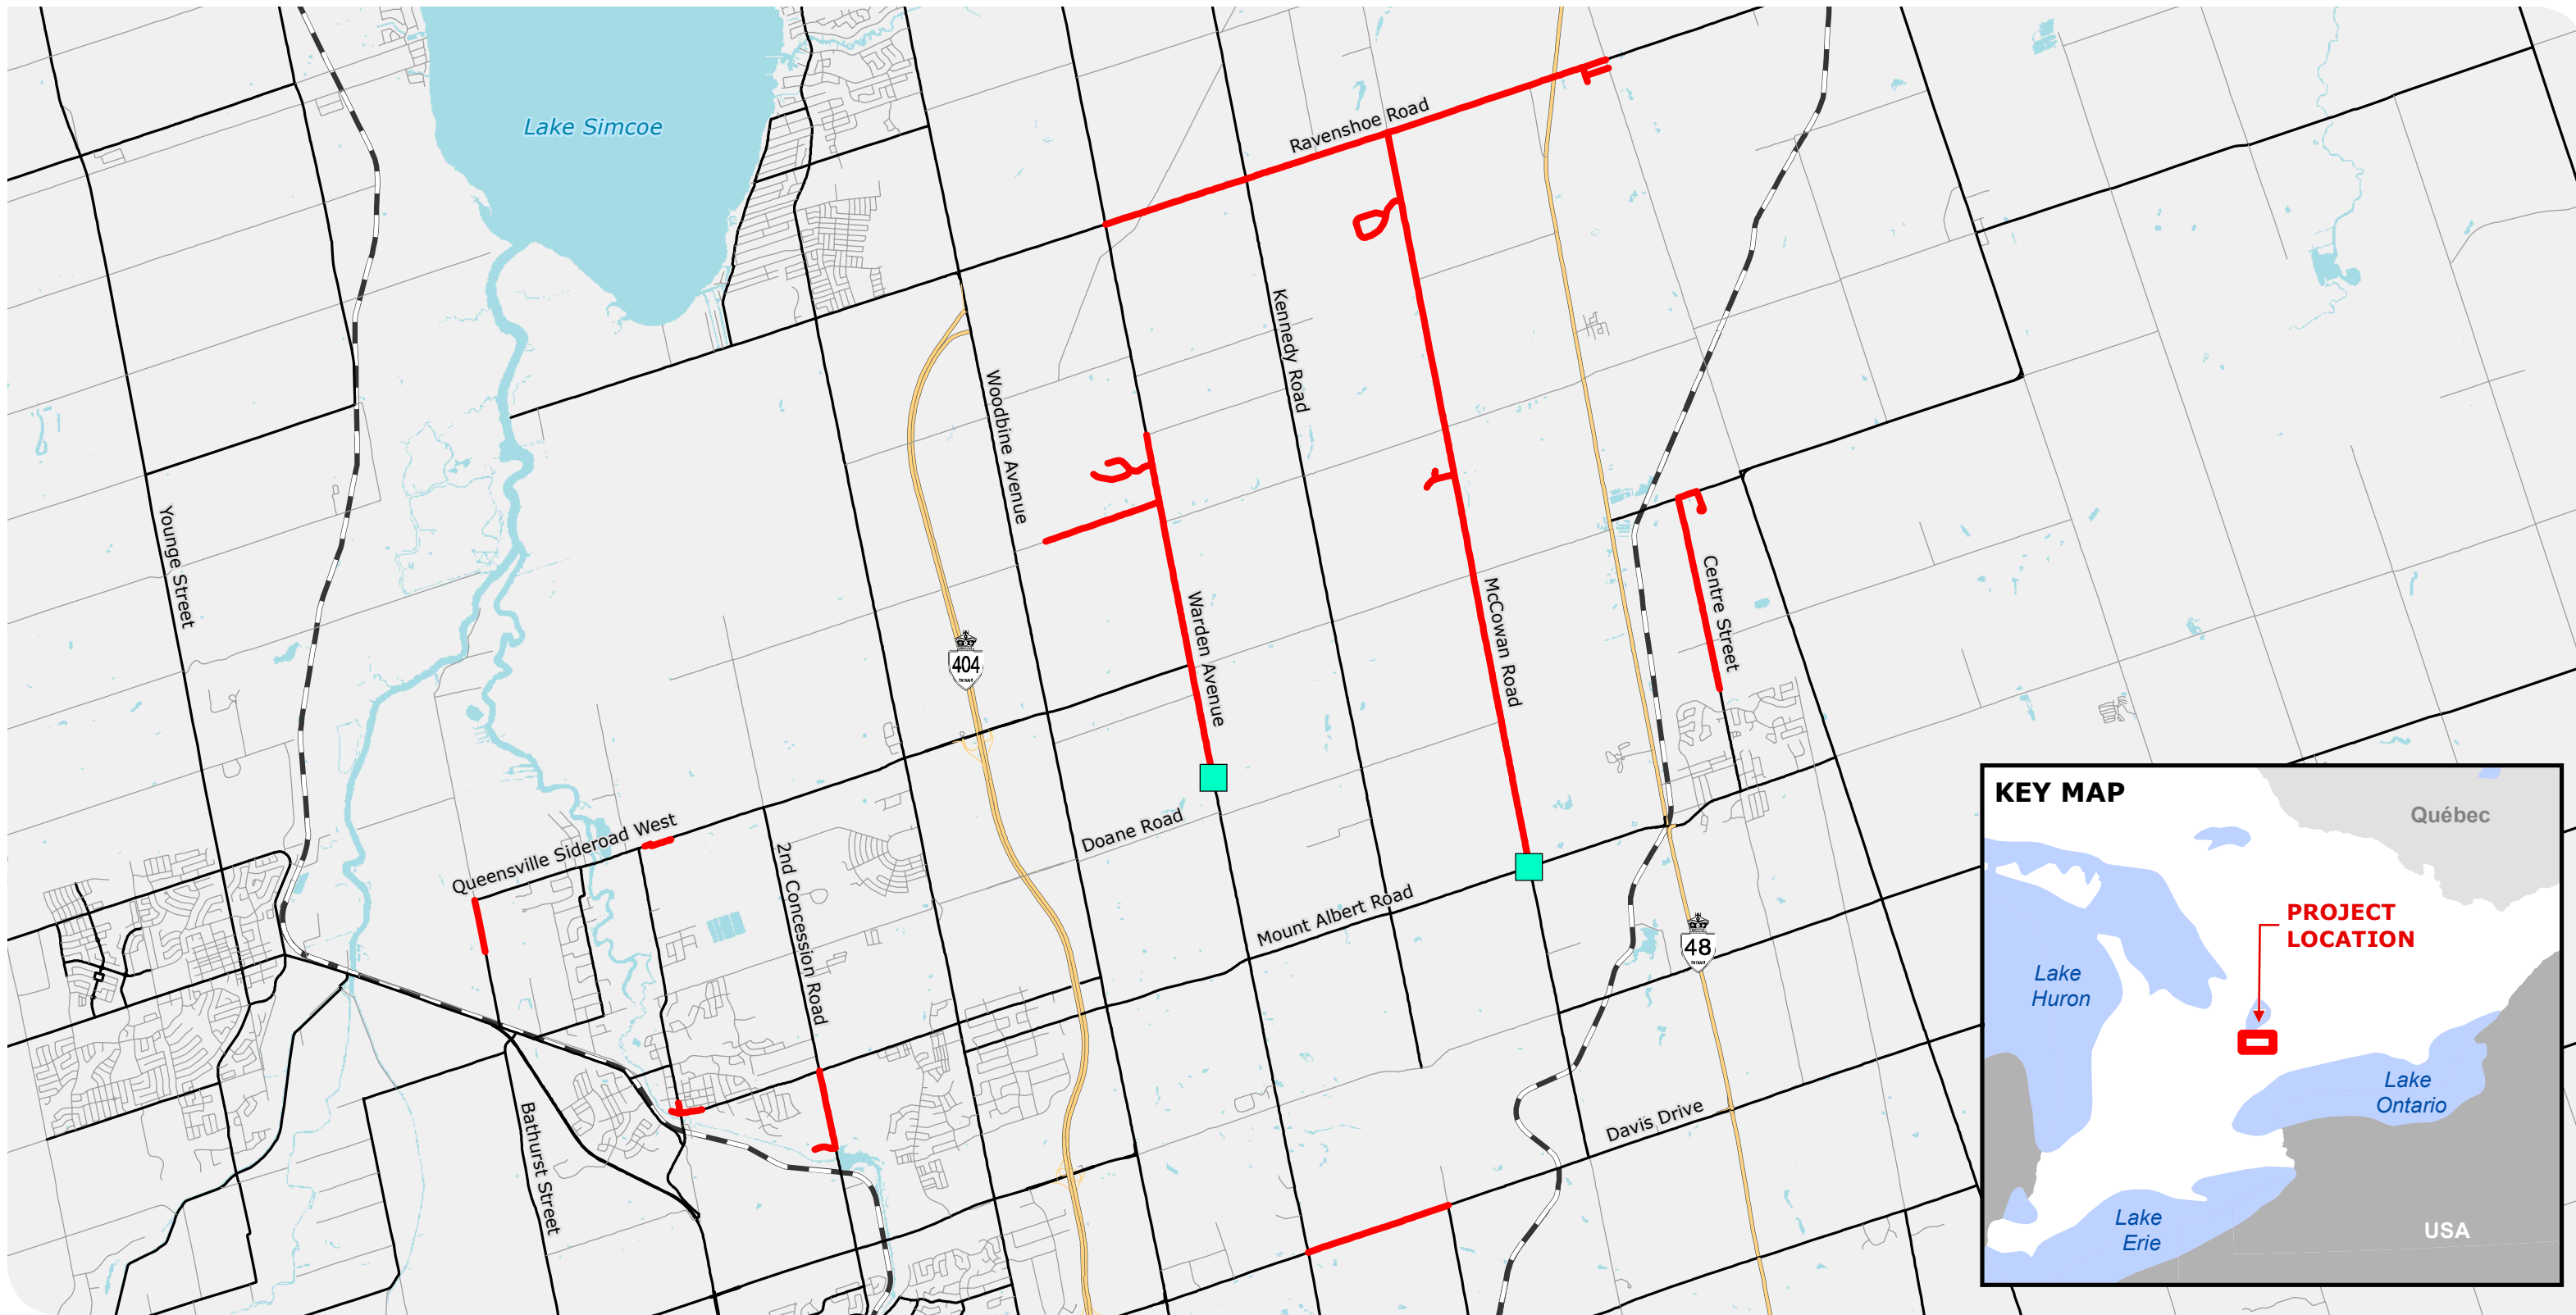 Lake Simcoe
Ravenshoe Road
Kennedy Road
Woodbine Avenue
Younge Street
Centre Street
McCowan Road
Warden Avenue
404
Doane Road
Queensville Sideroad West
2nd Concession Road
Mount Albert Road
48
Davis Drive
Bathurst Street
KEY MAP
Québec
PROJECT
LOCATION
Lake
Huron
Lake
Ontario
Lake
Erie
USA